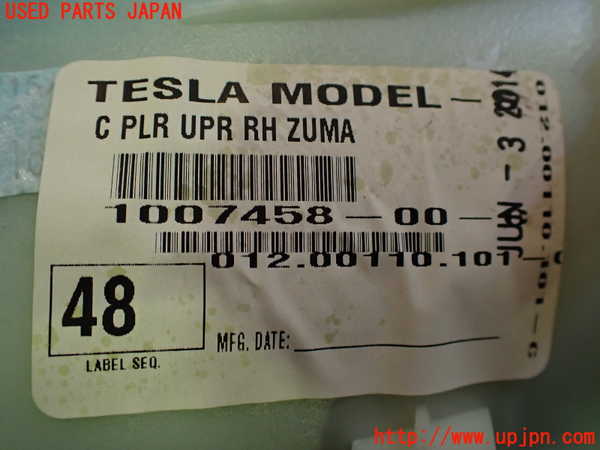 USED PARTS JAPAN
TESLA MODEL-
C PLR UPR RH ZUMA
1007458-00-
012.00110.101-
48
LABEL SEQ.
MFG. DATE:
JUN - 3 2014
http://www.upjpn.com/